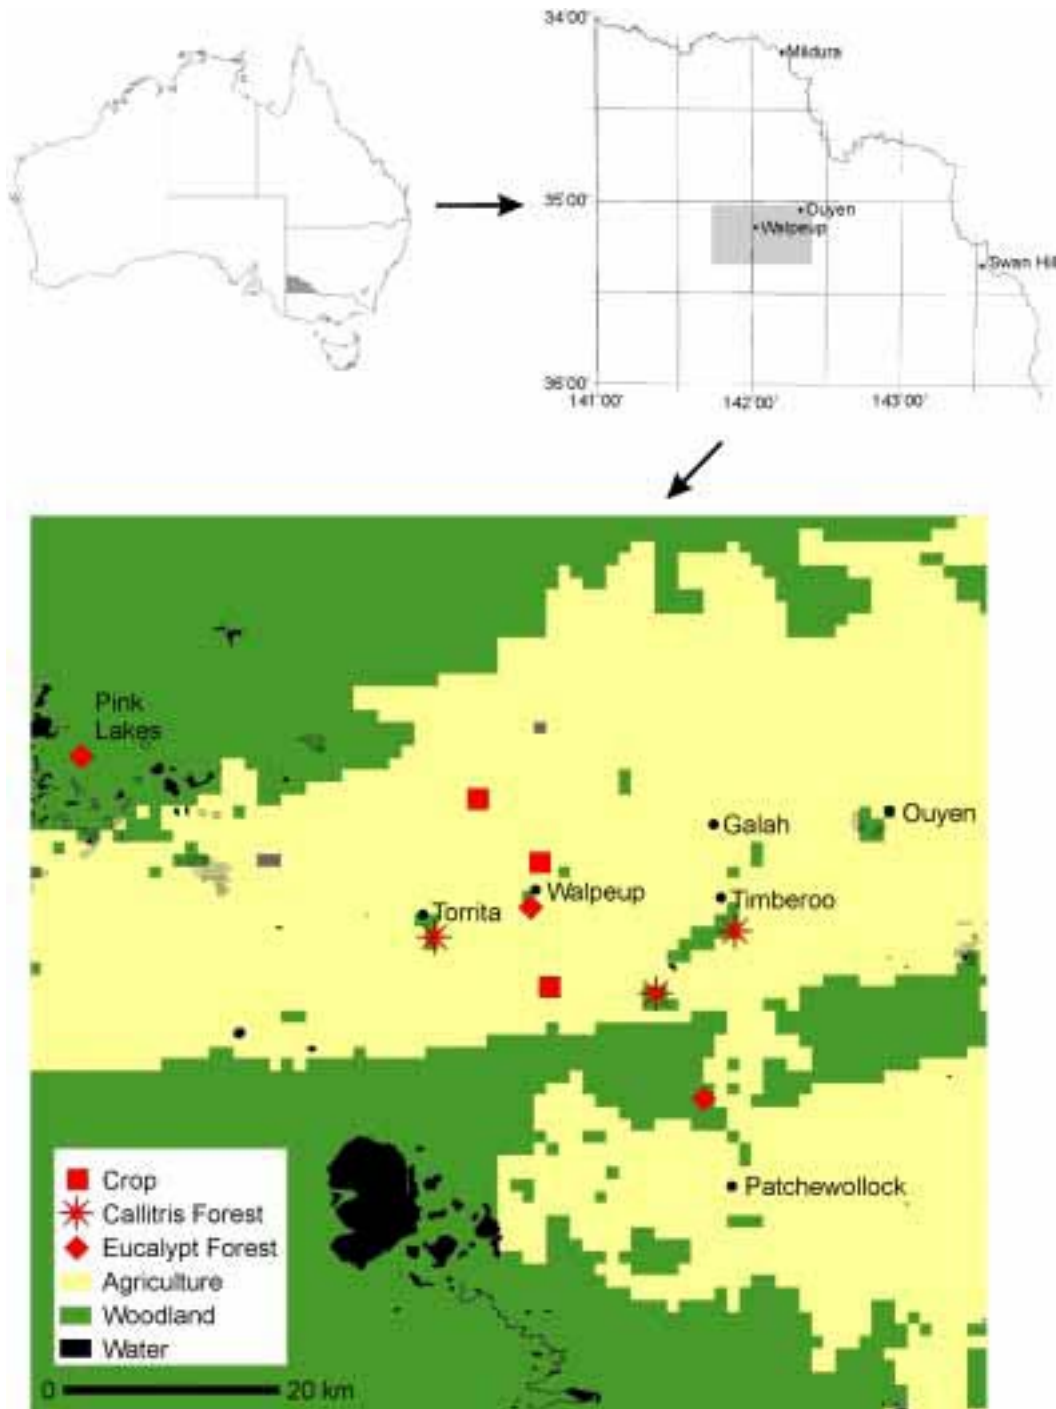 34°00'
Mildura
35°00'
Ouyen
Walpeup
Swan Hill
36°00'
141°00'
142°00'
143°00'
Pink
Lakes
Galah
Ouyen
Walpeup
Timberoo
Torrita
Patchewollock
Crop
Callitris Forest
Eucalypt Forest
Agriculture
Woodland
Water
0 20 km